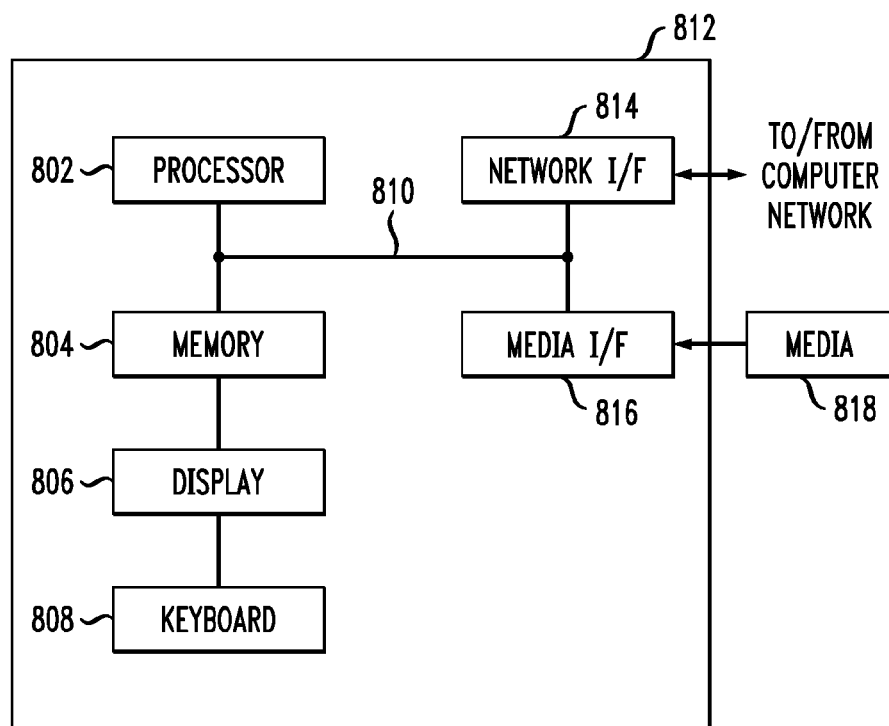 812
814
802
PROCESSOR
NETWORK I/F
TO/FROM
COMPUTER
NETWORK
810
804
MEMORY
MEDIA I/F
MEDIA
816
818
806
DISPLAY
808
KEYBOARD